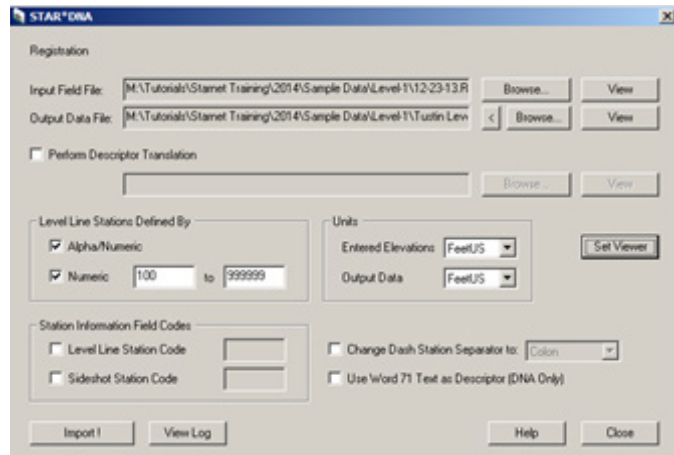 STAR*DNA
Registration
Input Field File: M:\Tutorials\Starnet Training\2014\Sample Data\Level-1\12-23-13.R Browse... View
Output Data File: M:\Tutorials\Starnet Training\2014\Sample Data\Level-1\Tustin Lev < Browse... View
Perform Descriptor Translation
Browse... View
Level Line Stations Defined By
Alpha/Numeric
Numeric 100 to 999999
Units
Entered Elevations FeetUS
Output Data FeetUS
Set Viewer
Station Information Field Codes
Level Line Station Code
Sideshot Station Code
Change Dash Station Separator to: Colon
Use Word 71 Text as Descriptor (DNA Only)
Import ! View Log Help Close